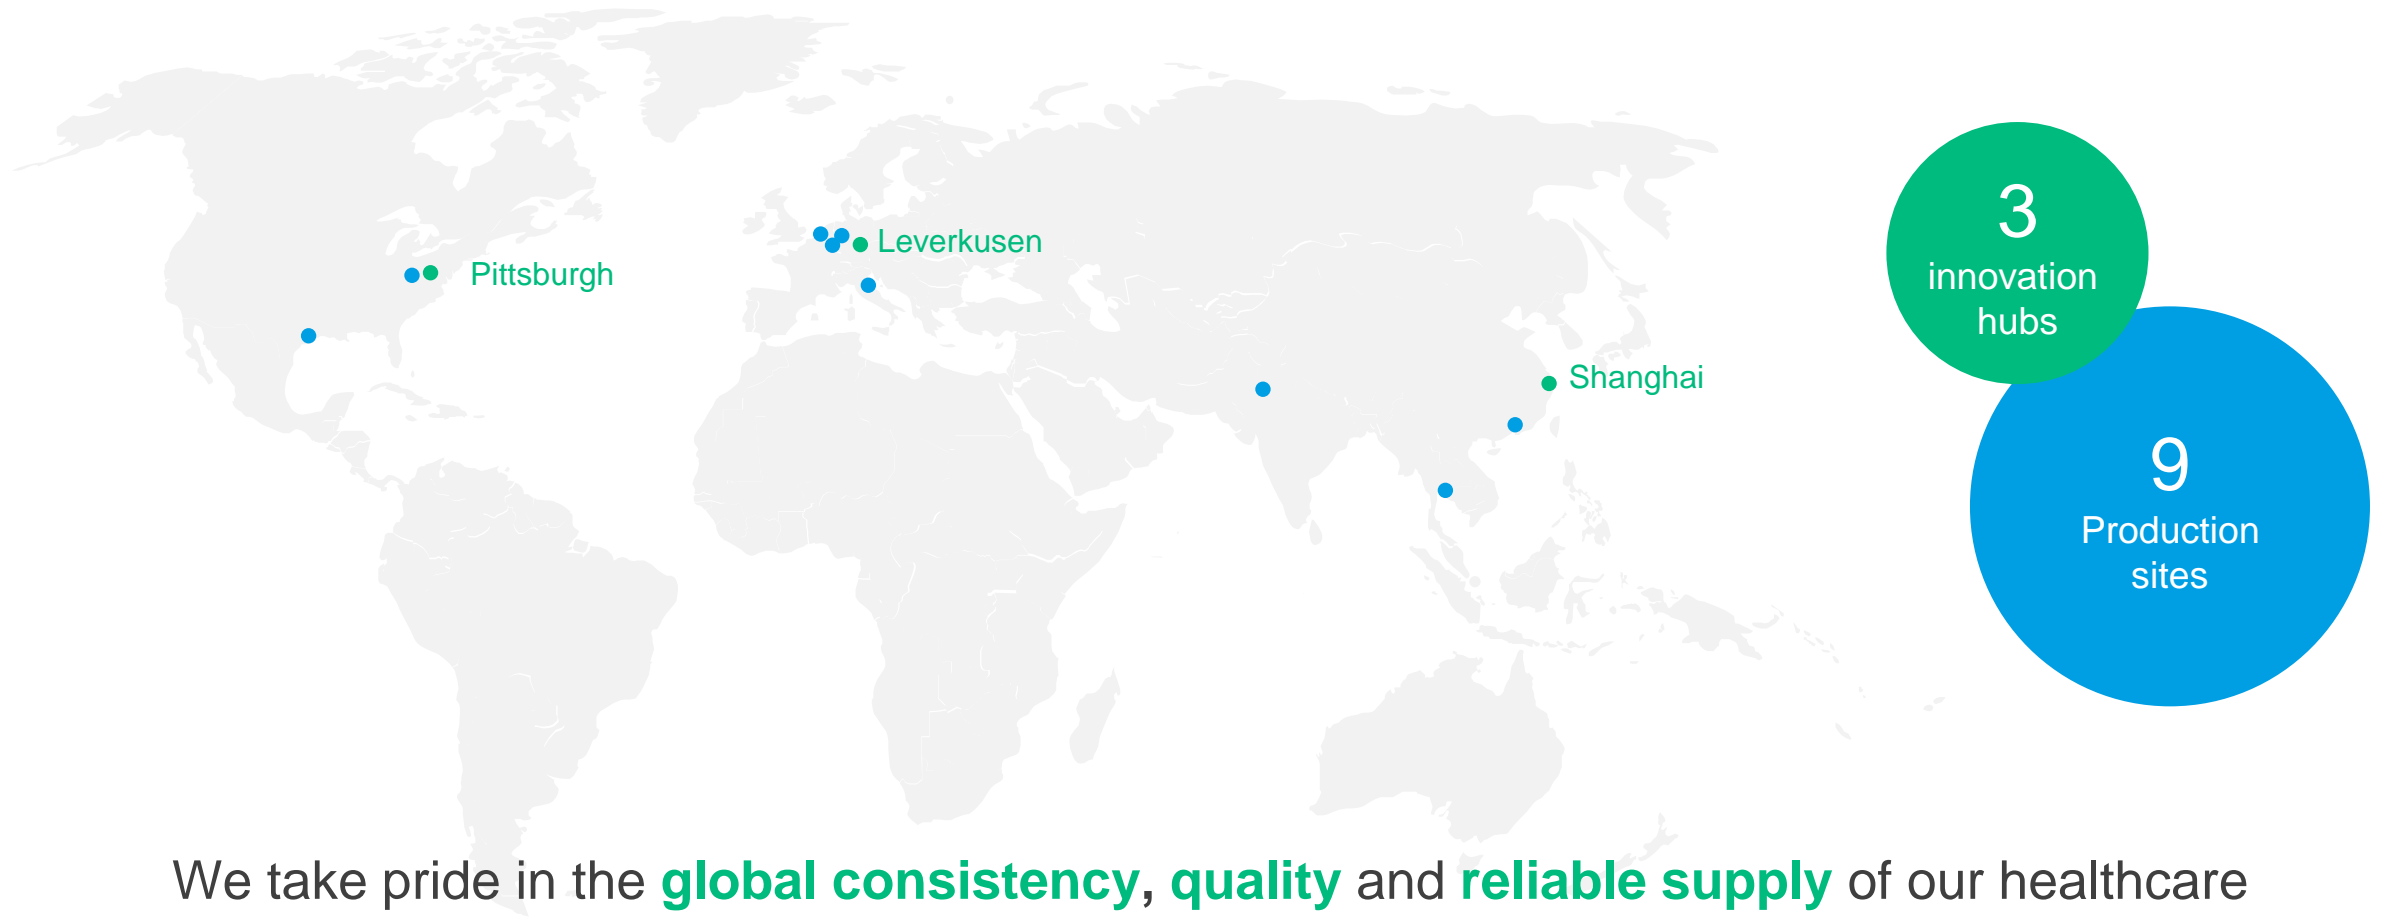 Pittsburgh
Leverkusen
Shanghai
3
innovation
hubs
9
Production
sites
We take pride in the global consistency, quality and reliable supply of our healthcare